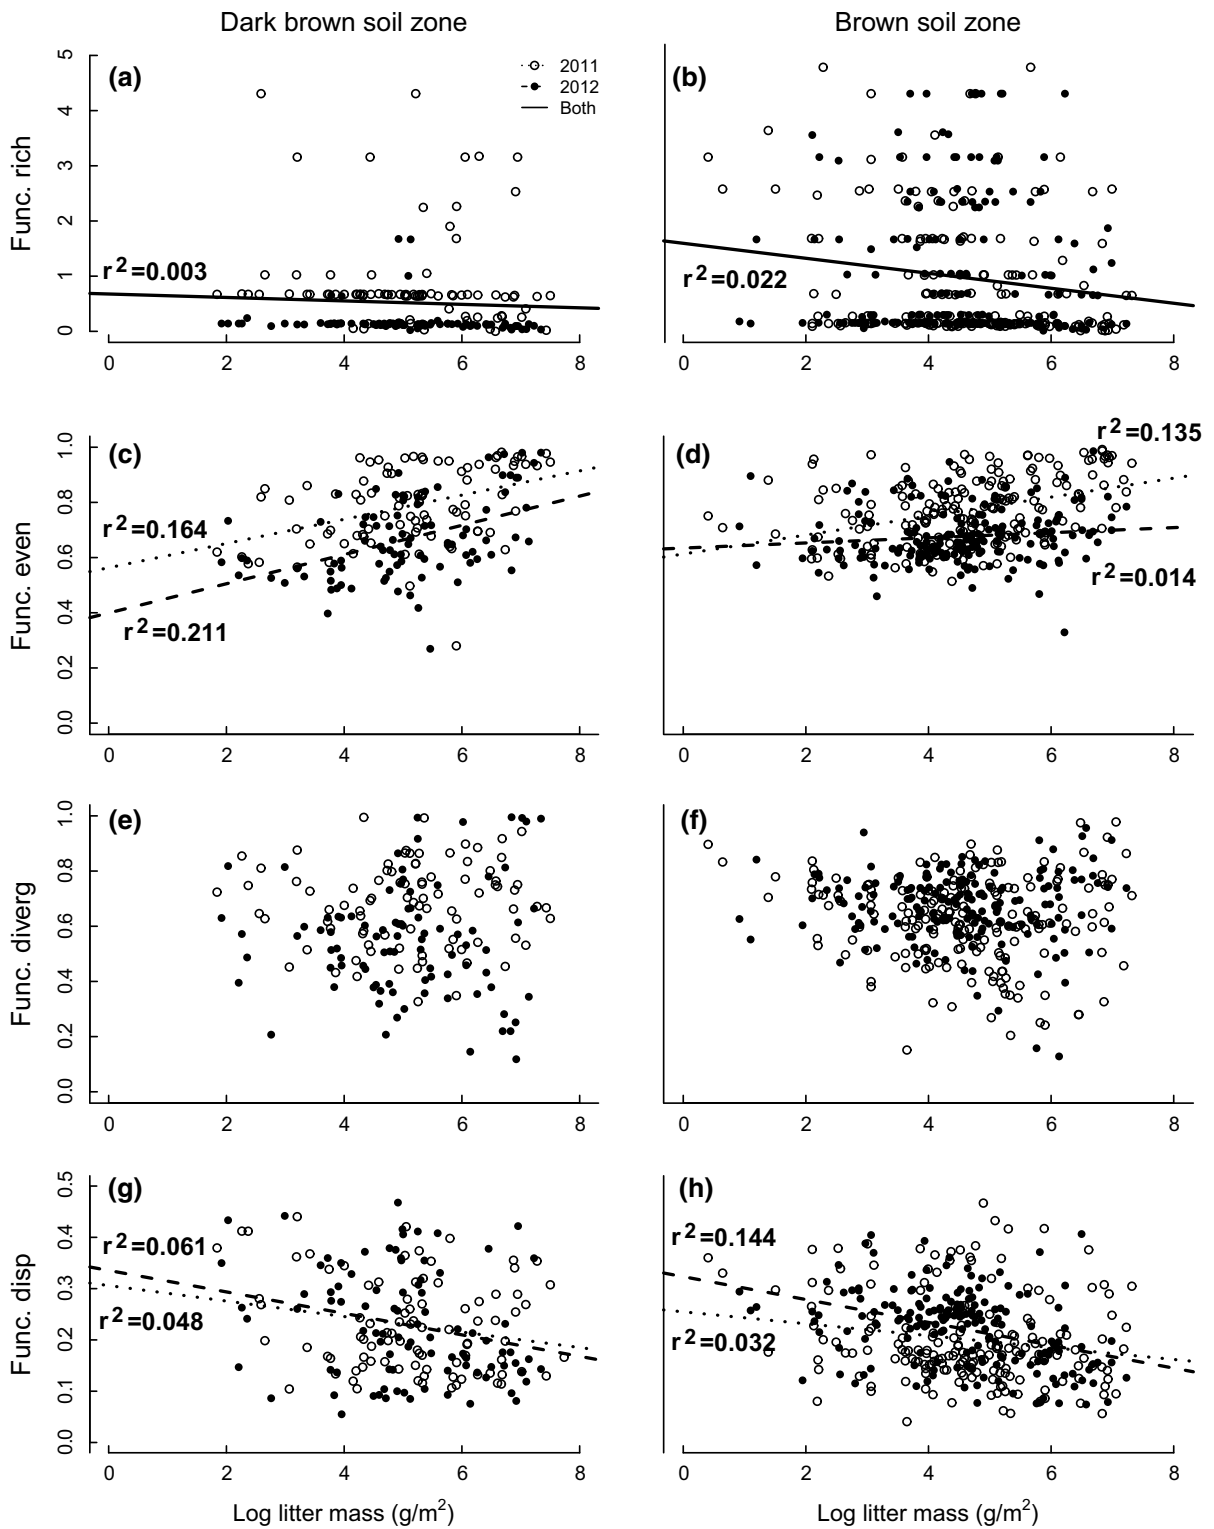 Dark brown soil zone
Brown soil zone
Func. rich
0 1 2 3 4 5
(a)
2011
2012
Both
r²=0.003
0 2 4 6 8
(b)
r²=0.022
0 2 4 6 8
Func. even
0.0 0.2 0.4 0.6 0.8 1.0
(c)
r²=0.164
r²=0.211
0 2 4 6 8
(d)
r²=0.135
r²=0.014
0 2 4 6 8
Func. diverg
0.0 0.2 0.4 0.6 0.8 1.0
(e)
0 2 4 6 8
(f)
0 2 4 6 8
Func. disp
0.0 0.1 0.2 0.3 0.4 0.5
(g)
r²=0.061
r²=0.048
0 2 4 6 8
Log litter mass (g/m²)
(h)
r²=0.144
r²=0.032
0 2 4 6 8
Log litter mass (g/m²)